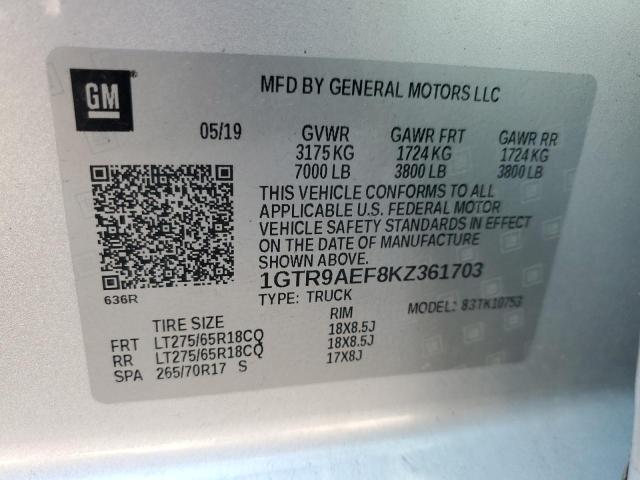 GM
MFD BY GENERAL MOTORS LLC
05/19 GVWR GAWR FRT GAWR RR
3175 KG 1724 KG 1724 KG
7000 LB 3800 LB 3800 LB
THIS VEHICLE CONFORMS TO ALL
APPLICABLE U.S. FEDERAL MOTOR
VEHICLE SAFETY STANDARDS IN EFFECT
ON THE DATE OF MANUFACTURE
SHOWN ABOVE.
1GTR9AEF8KZ361703
636R TYPE: TRUCK MODEL: 83TK10753
TIRE SIZE RIM
FRT LT275/65R18CQ 18X8.5J
RR LT275/65R18CQ 18X8.5J
SPA 265/70R17 S 17X8J